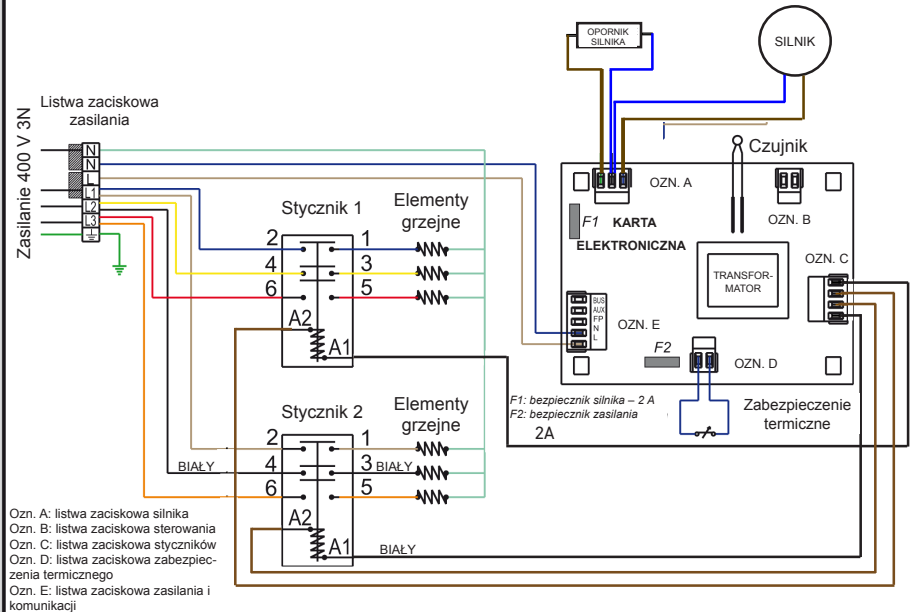 OPORNIK
SILNIKA
SILNIK
Listwa zaciskowa
zasilania
Zasilanie 400 V 3N
N
N
L
L1
L2
L3
Czujnik
OZN. A
OZN. B
F1 KARTA
ELEKTRONICZNA
OZN. C
TRANSFOR-
MATOR
BUS
AUX
FP
N
L
OZN. E
F2
OZN. D
F1: bezpiecznik silnika – 2 A
F2: bezpiecznik zasilania
2A
Zabezpieczenie
termiczne
Stycznik 1
Elementy
grzejne
2 1
4 3
6 5
A2
A1
Stycznik 2
Elementy
grzejne
2 1
BIAŁY 4 3 BIAŁY
6 5
A2
A1 BIAŁY
Ozn. A: listwa zaciskowa silnika
Ozn. B: listwa zaciskowa sterowania
Ozn. C: listwa zaciskowa styczników
Ozn. D: listwa zaciskowa zabezpiec-
zenia termicznego
Ozn. E: listwa zaciskowa zasilania i
komunikacji